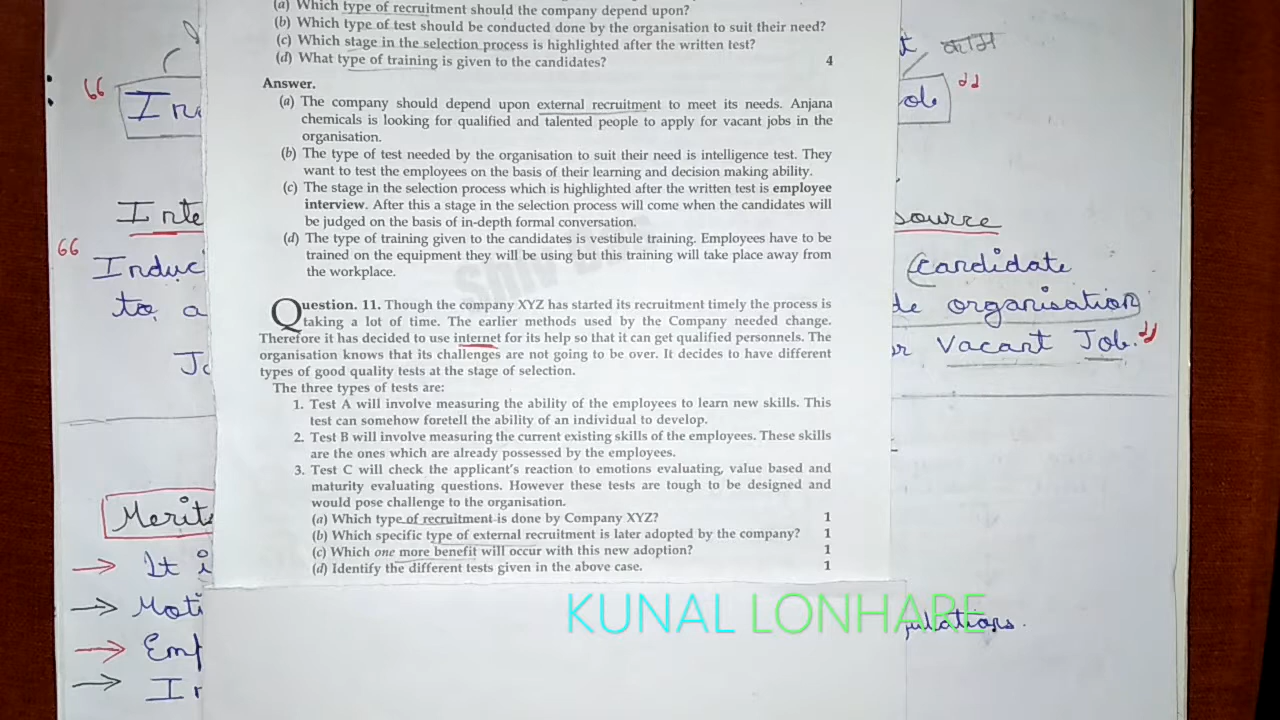 (a) Which type of recruitment should the company depend upon?
(b) Which type of test should be conducted done by the organisation to suit their need?
(c) Which stage in the selection process is highlighted after the written test?
(d) What type of training is given to the candidates? 4
Answer.
(a) The company should depend upon external recruitment to meet its needs. Anjana
chemicals is looking for qualified and talented people to apply for vacant jobs in the
organisation.
(b) The type of test needed by the organisation to suit their need is intelligence test. They
want to test the employees on the basis of their learning and decision making ability.
(c) The stage in the selection process which is highlighted after the written test is employee
interview. After this a stage in the selection process will come when the candidates will
be judged on the basis of in-depth formal conversation.
(d) The type of training given to the candidates is vestibule training. Employees have to be
trained on the equipment they will be using but this training will take place away from
the workplace.
Question. 11. Though the company XYZ has started its recruitment timely the process is
taking a lot of time. The earlier methods used by the Company needed change.
Therefore it has decided to use internet for its help so that it can get qualified personnels. The
organisation knows that its challenges are not going to be over. It decides to have different
types of good quality tests at the stage of selection.
The three types of tests are:
1. Test A will involve measuring the ability of the employees to learn new skills. This
test can somehow foretell the ability of an individual to develop.
2. Test B will involve measuring the current existing skills of the employees. These skills
are the ones which are already possessed by the employees.
3. Test C will check the applicant's reaction to emotions evaluating, value based and
maturity evaluating questions. However these tests are tough to be designed and
would pose challenge to the organisation.
(a) Which type of recruitment is done by Company XYZ? 1
(b) Which specific type of external recruitment is later adopted by the company? 1
(c) Which one more benefit will occur with this new adoption? 1
(d) Identify the different tests given in the above case. 1
काम
Inte
source
Induc
(candidate
to a
organisation)
Vacant Job.
Merits
→ It i
→ Moti
→ Emp
→ In
KUNAL LONHARE